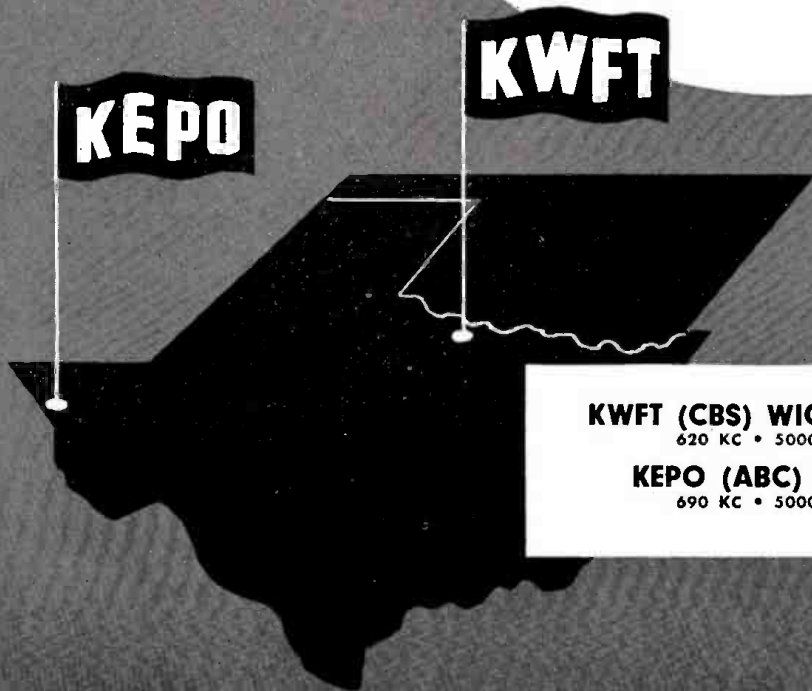 KEPO
KWFT
KWFT (CBS) WIC
620 KC • 5000
KEPO (ABC)
690 KC • 5000